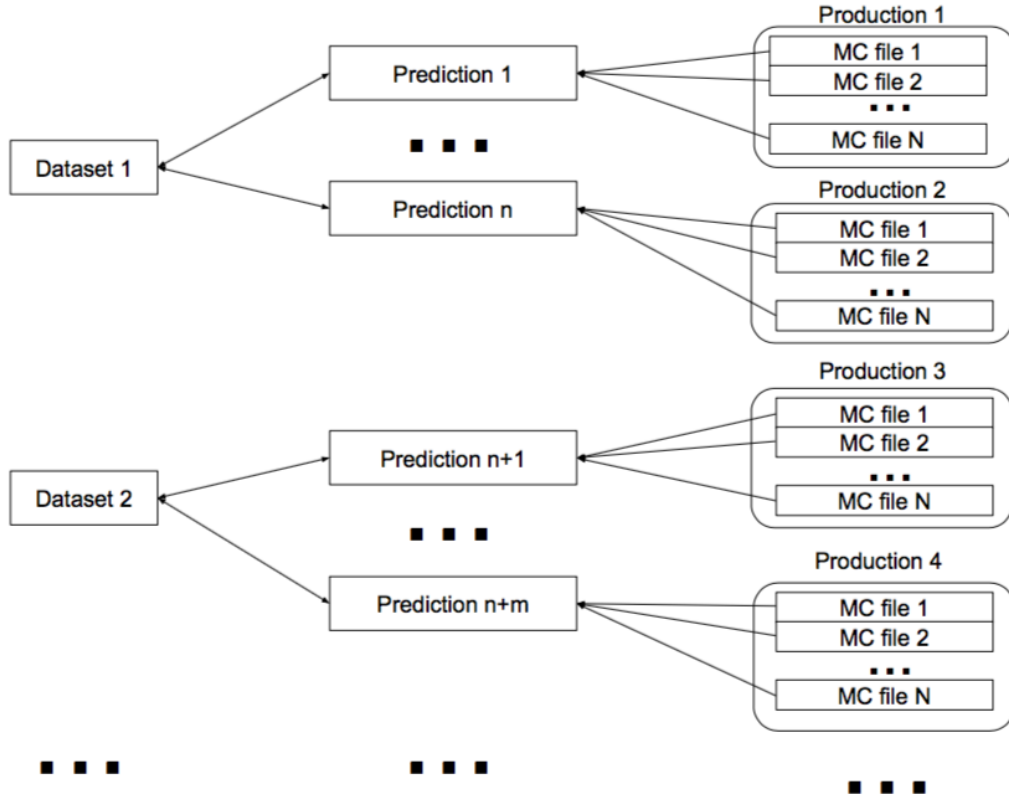 Production 1
MC file 1
Prediction 1
MC file 2
...
MC file N
...
Dataset 1
Production 2
Prediction n
MC file 1
MC file 2
...
MC file N
Production 3
MC file 1
Prediction n+1
MC file 2
...
Dataset 2
MC file N
...
Production 4
Prediction n+m
MC file 1
MC file 2
...
MC file N
... ... ...